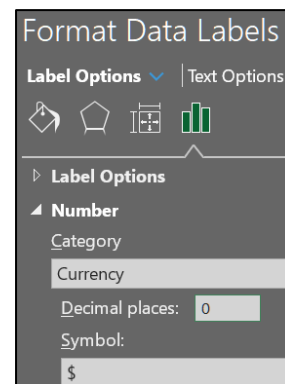 Format Data Labels
Label Options | Text Options
Label Options
Number
Category
Currency
Decimal places: 0
Symbol:
$